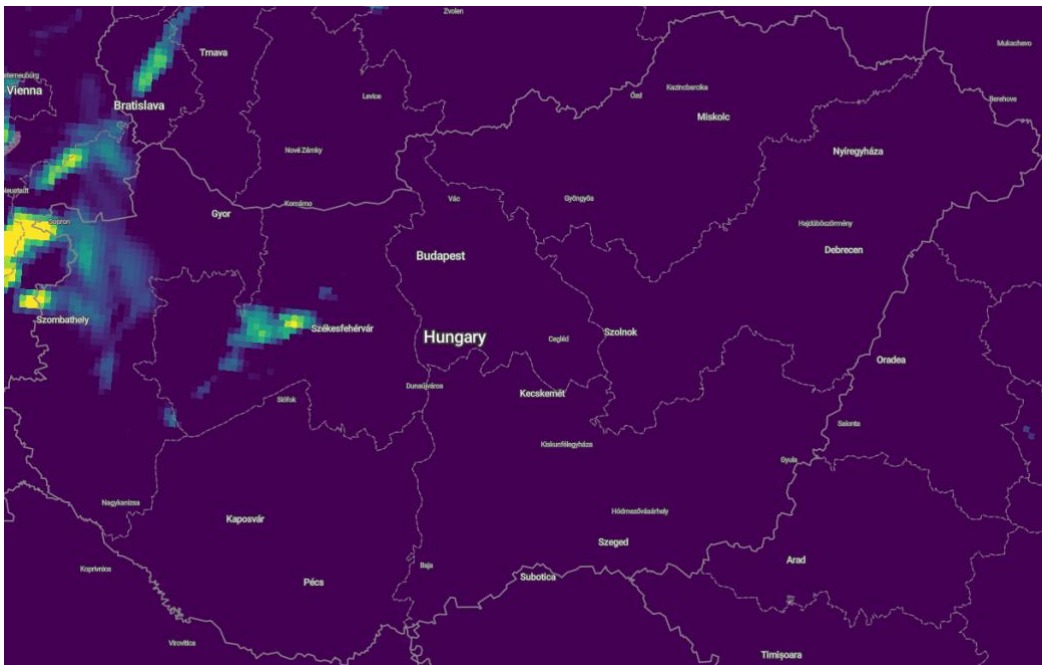 Zvolen
Mukachevo
Trnava
Vienna
Kazincbarcika
Levice
Ózd
Berehove
Bratislava
Miskolc
Nové Zámky
Nyíregyháza
Vác
Gyöngyös
Komárno
Gyor
Sopron
Hajdúböszörmény
Debrecen
Budapest
Szombathely
Székesfehérvár
Hungary
Cegléd
Szolnok
Oradea
Dunaújváros
Kecskemét
Siófok
Salonta
Kiskunfélegyháza
Gyula
Nagykanizsa
Hódmezővásárhely
Kaposvár
Szeged
Arad
Koprivnica
Baja
Subotica
Pécs
Virovitica
Timișoara